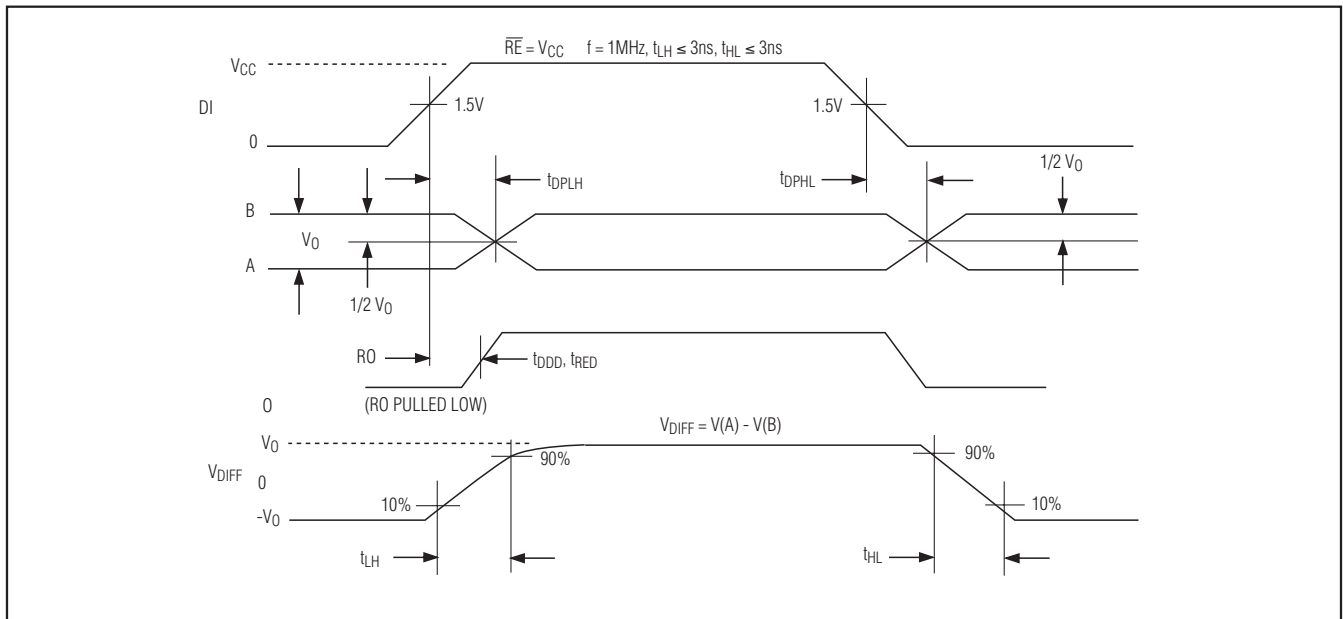 RE = VCC f = 1MHz, tLH ≤ 3ns, tHL ≤ 3ns
VCC
DI
1.5V
1.5V
0
1/2 VO
tDPLH
tDPHL
B
VO
A
1/2 VO
RO
tDDD, tRED
0
(RO PULLED LOW)
VDIFF = V(A) - V(B)
VO
90%
90%
VDIFF
0
10%
10%
-VO
tLH
tHL